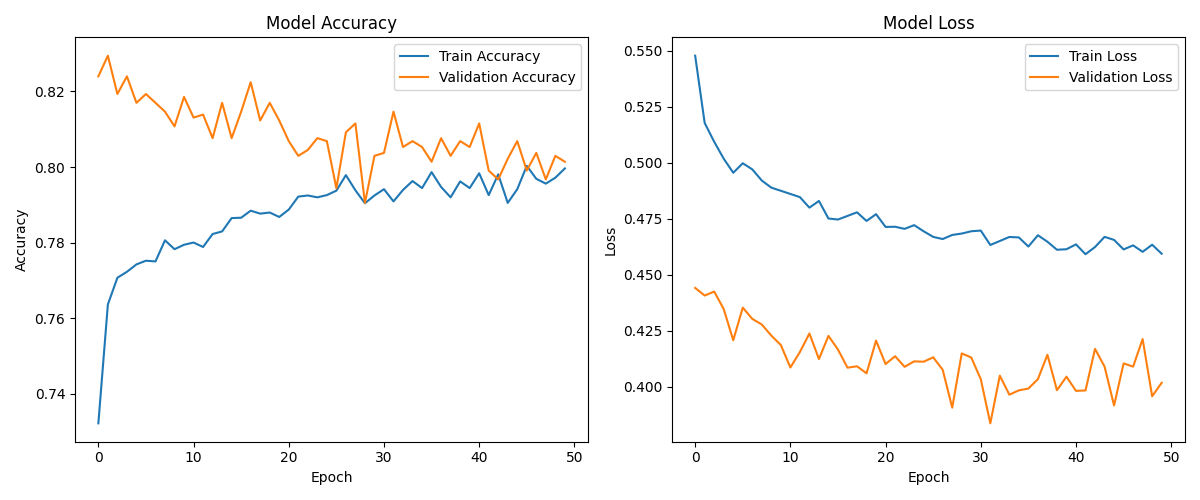 Model Accuracy
Train Accuracy
Validation Accuracy
Accuracy
0.82
0.80
0.78
0.76
0.74
0 10 20 30 40 50
Epoch
Model Loss
Train Loss
Validation Loss
Loss
0.550
0.525
0.500
0.475
0.450
0.425
0.400
0 10 20 30 40 50
Epoch